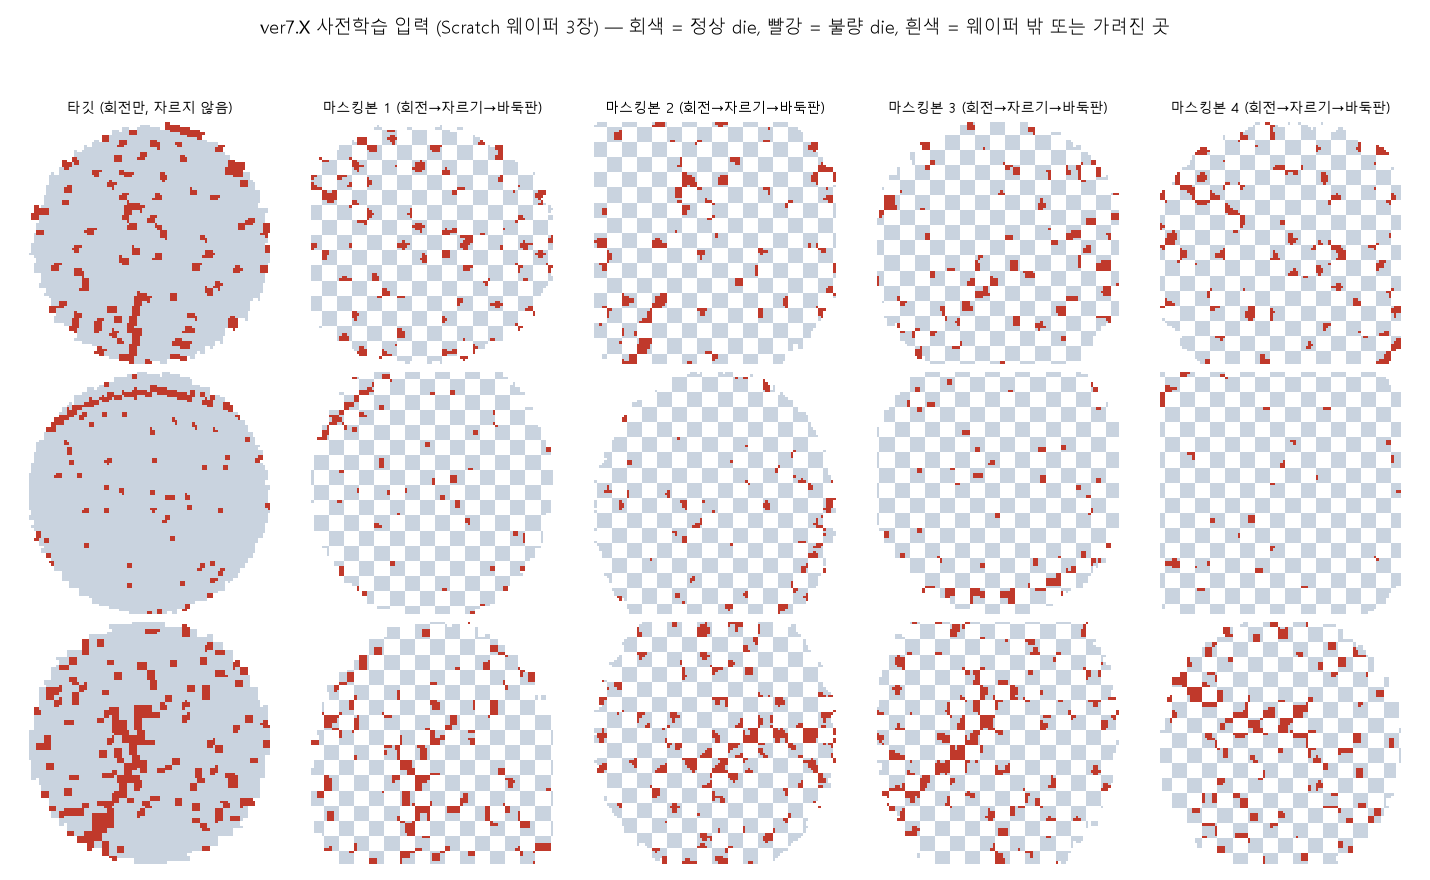 ver7.X 사전학습 입력 (Scratch 웨이퍼 3장) — 회색 = 정상 die, 빨강 = 불량 die, 흰색 = 웨이퍼 밖 또는 가려진 곳
타깃 (회전만, 자르지 않음)
마스킹본 1 (회전→자르기→바둑판)
마스킹본 2 (회전→자르기→바둑판)
마스킹본 3 (회전→자르기→바둑판)
마스킹본 4 (회전→자르기→바둑판)